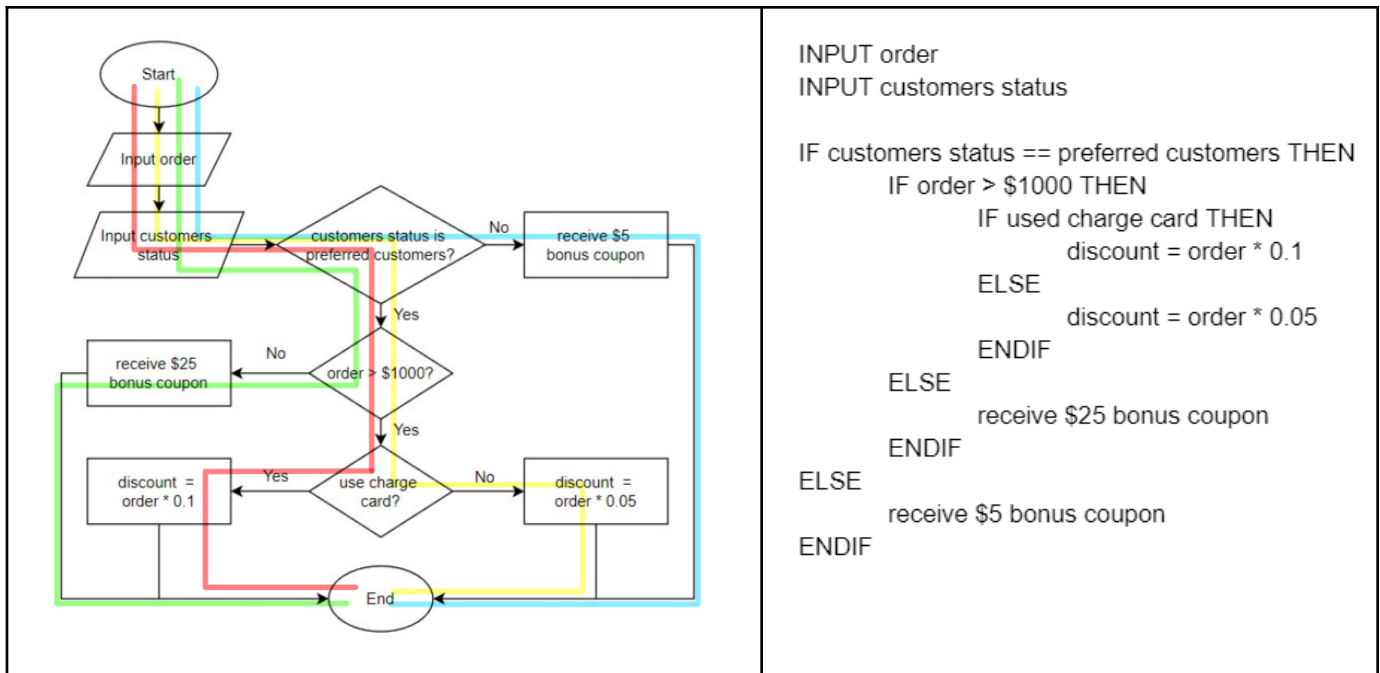 Start
Input order
Input customers
status
customers status is
preferred customers?
No
receive $5
bonus coupon
Yes
order > $1000?
No
receive $25
bonus coupon
Yes
use charge
card?
Yes
discount =
order * 0.1
No
discount =
order * 0.05
End
INPUT order
INPUT customers status
IF customers status == preferred customers THEN
IF order > $1000 THEN
IF used charge card THEN
discount = order * 0.1
ELSE
discount = order * 0.05
ENDIF
ELSE
receive $25 bonus coupon
ENDIF
ELSE
receive $5 bonus coupon
ENDIF